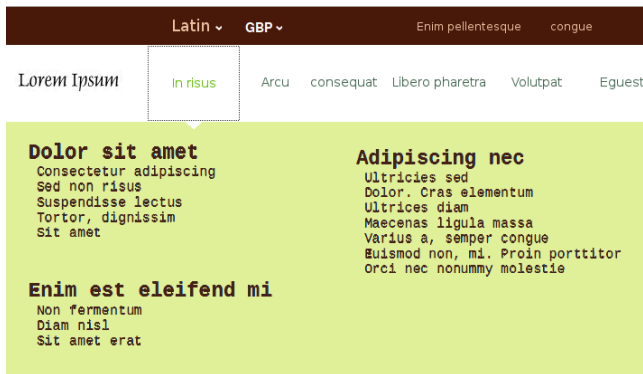 Latin GBP Enim pellentesque congue
Lorem Ipsum In risus Arcu consequat Libero pharetra Volutpat Eguest
Dolor sit amet
Consectetur adipiscing
Sed non risus
Suspendisse lectus
Tortor, dignissim
Sit amet
Enim est eleifend mi
Non fermentum
Diam nisl
Sit amet erat
Adipiscing nec
Ultricies sed
Dolor. Cras elementum
Ultrices diam
Maecenas ligula massa
Varius a, semper congue
Euismod non, mi. Proin porttitor
Orci nec nonummy molestie